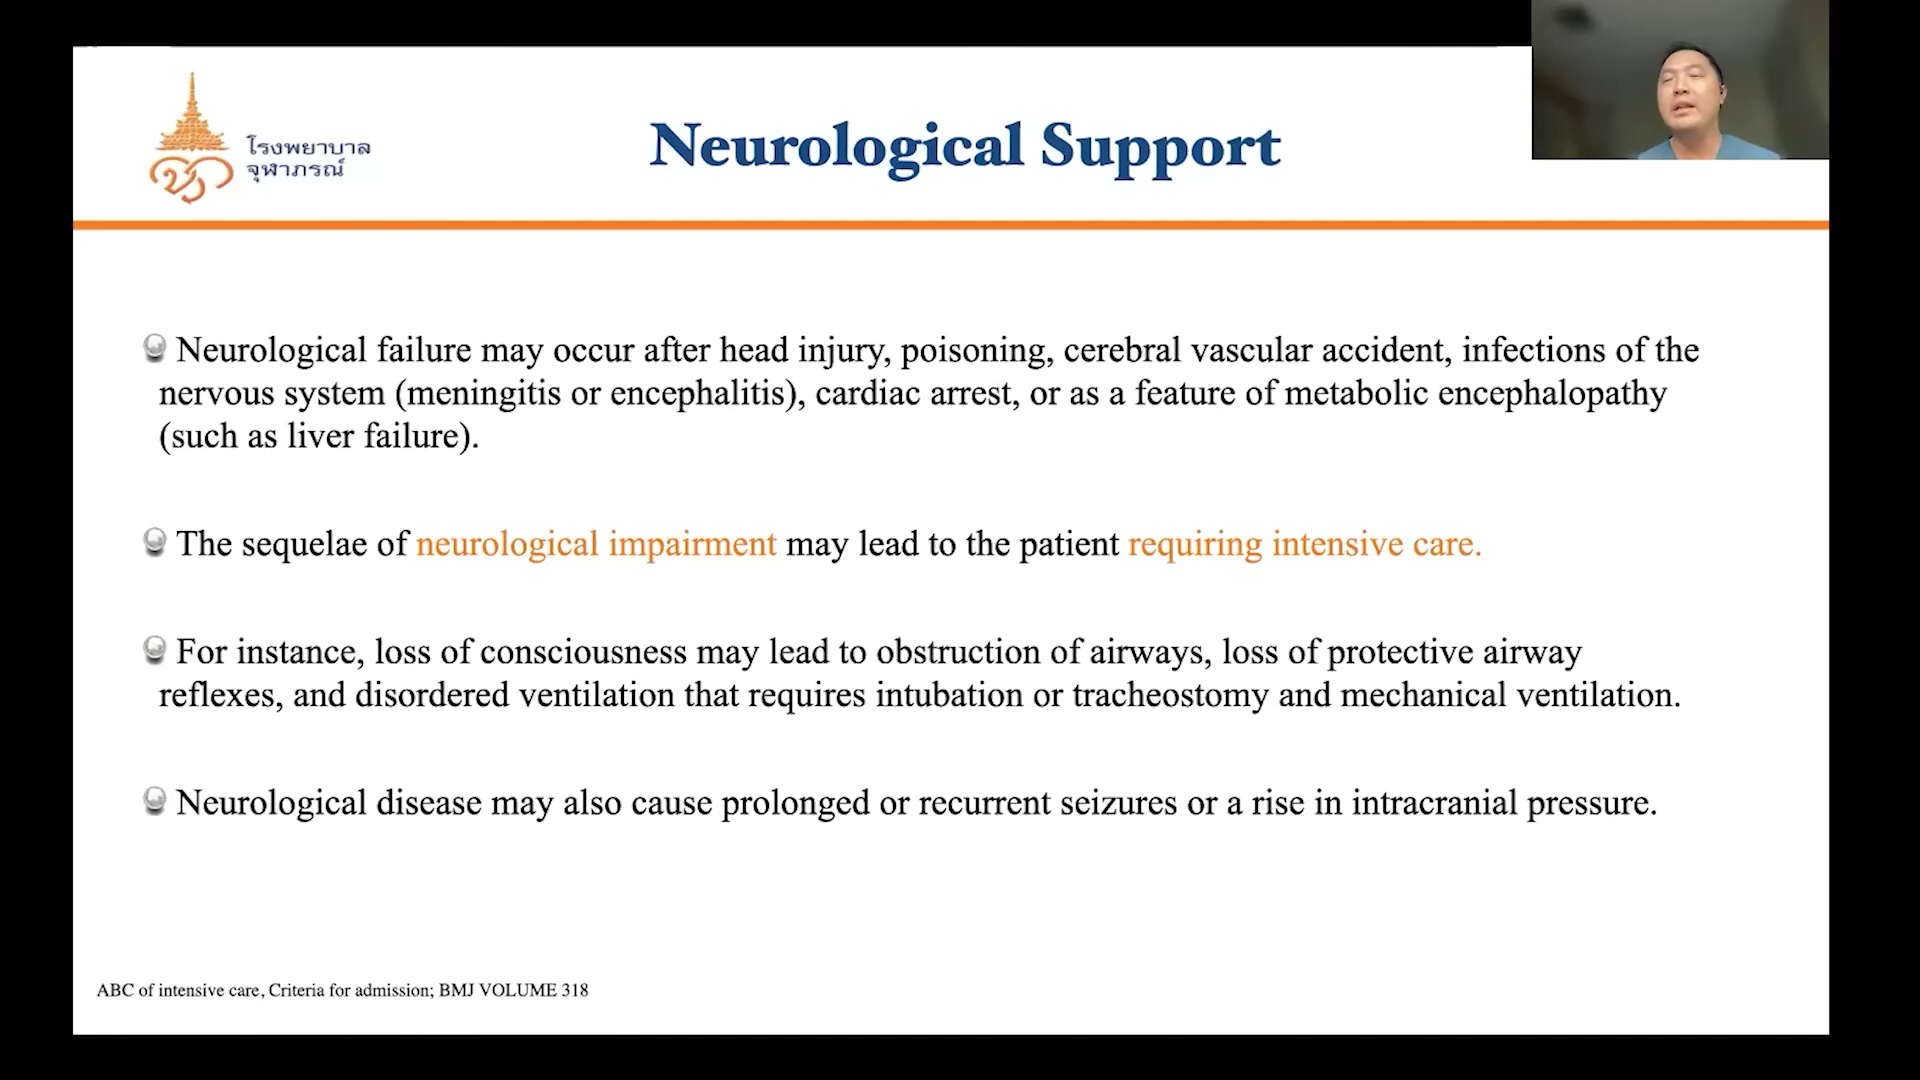 โรงพยาบาล
จุฬาภรณ์
Neurological Support
Neurological failure may occur after head injury, poisoning, cerebral vascular accident, infections of the
nervous system (meningitis or encephalitis), cardiac arrest, or as a feature of metabolic encephalopathy
(such as liver failure).
The sequelae of neurological impairment may lead to the patient requiring intensive care.
For instance, loss of consciousness may lead to obstruction of airways, loss of protective airway
reflexes, and disordered ventilation that requires intubation or tracheostomy and mechanical ventilation.
Neurological disease may also cause prolonged or recurrent seizures or a rise in intracranial pressure.
ABC of intensive care, Criteria for admission; BMJ VOLUME 318